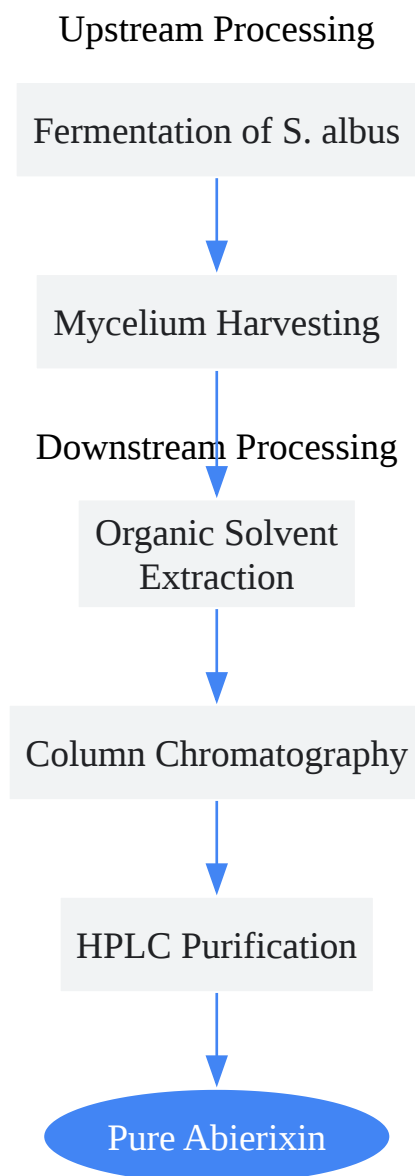 Upstream Processing
Fermentation of S. albus
Mycelium Harvesting
Downstream Processing
Organic Solvent
Extraction
Column Chromatography
HPLC Purification
Pure Abierixin